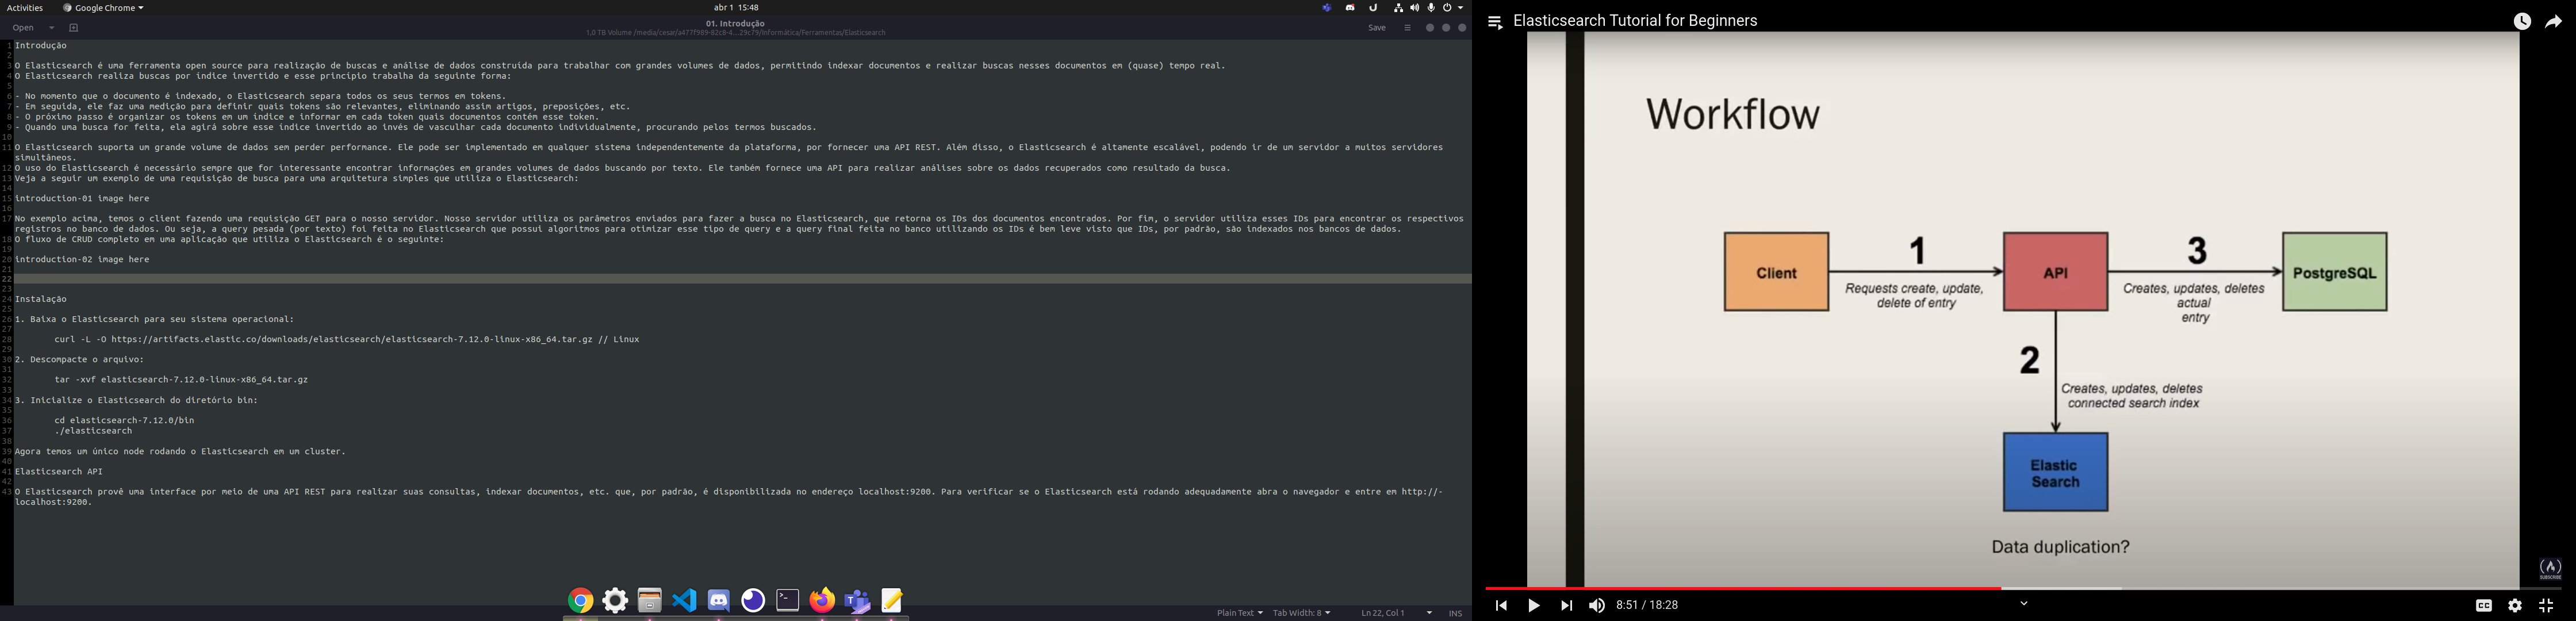 Activities
Google Chrome
abr 1 15:48
Open
01. Introdução
1,0 TB Volume /media/cesar/a477f989-82c8-4...29c79/Informática/Ferramentas/Elasticsearch
Save
1 Introdução
2
3 O Elasticsearch é uma ferramenta open source para realização de buscas e análise de dados construída para trabalhar com grandes volumes de dados, permitindo indexar documentos e realizar buscas nesses documentos em (quase) tempo real.
4 O Elasticsearch realiza buscas por índice invertido e esse princípio trabalha da seguinte forma:
5
6 - No momento que o documento é indexado, o Elasticsearch separa todos os seus termos em tokens.
7 - Em seguida, ele faz uma medição para definir quais tokens são relevantes, eliminando assim artigos, preposições, etc.
8 - O próximo passo é organizar os tokens em um índice e informar em cada token quais documentos contém esse token.
9 - Quando uma busca for feita, ela agirá sobre esse índice invertido ao invés de vasculhar cada documento individualmente, procurando pelos termos buscados.
10
11 O Elasticsearch suporta um grande volume de dados sem perder performance. Ele pode ser implementado em qualquer sistema independentemente da plataforma, por fornecer uma API REST. Além disso, o Elasticsearch é altamente escalável, podendo ir de um servidor a muitos servidores
simultâneos.
12 O uso do Elasticsearch é necessário sempre que for interessante encontrar informações em grandes volumes de dados buscando por texto. Ele também fornece uma API para realizar análises sobre os dados recuperados como resultado da busca.
13 Veja a seguir um exemplo de uma requisição de busca para uma arquitetura simples que utiliza o Elasticsearch:
14
15 introduction-01 image here
16
17 No exemplo acima, temos o client fazendo uma requisição GET para o nosso servidor. Nosso servidor utiliza os parâmetros enviados para fazer a busca no Elasticsearch, que retorna os IDs dos documentos encontrados. Por fim, o servidor utiliza esses IDs para encontrar os respectivos
registros no banco de dados. Ou seja, a query pesada (por texto) foi feita no Elasticsearch que possui algoritmos para otimizar esse tipo de query e a query final feita no banco utilizando os IDs é bem leve visto que IDs, por padrão, são indexados nos bancos de dados.
18 O fluxo de CRUD completo em uma aplicação que utiliza o Elasticsearch é o seguinte:
19
20 introduction-02 image here
21
22
23
24 Instalação
25
26 1. Baixa o Elasticsearch para seu sistema operacional:
27
28 curl -L -O https://artifacts.elastic.co/downloads/elasticsearch/elasticsearch-7.12.0-linux-x86_64.tar.gz // Linux
29
30 2. Descompacte o arquivo:
31
32 tar -xvf elasticsearch-7.12.0-linux-x86_64.tar.gz
33
34 3. Inicialize o Elasticsearch do diretório bin:
35
36 cd elasticsearch-7.12.0/bin
37 ./elasticsearch
38
39 Agora temos um único node rodando o Elasticsearch em um cluster.
40
41 Elasticsearch API
42
43 O Elasticsearch provê uma interface por meio de uma API REST para realizar suas consultas, indexar documentos, etc. que, por padrão, é disponibilizada no endereço localhost:9200. Para verificar se o Elasticsearch está rodando adequadamente abra o navegador e entre em http://-
localhost:9200.
Plain Text
Tab Width: 8
Ln 22, Col 1
INS
Elasticsearch Tutorial for Beginners
Workflow
Client
1
Requests create, update,
delete of entry
API
3
Creates, updates, deletes
actual
entry
PostgreSQL
2
Creates, updates, deletes
connected search index
Elastic
Search
Data duplication?
SUBSCRIBE
8:51 / 18:28
CC